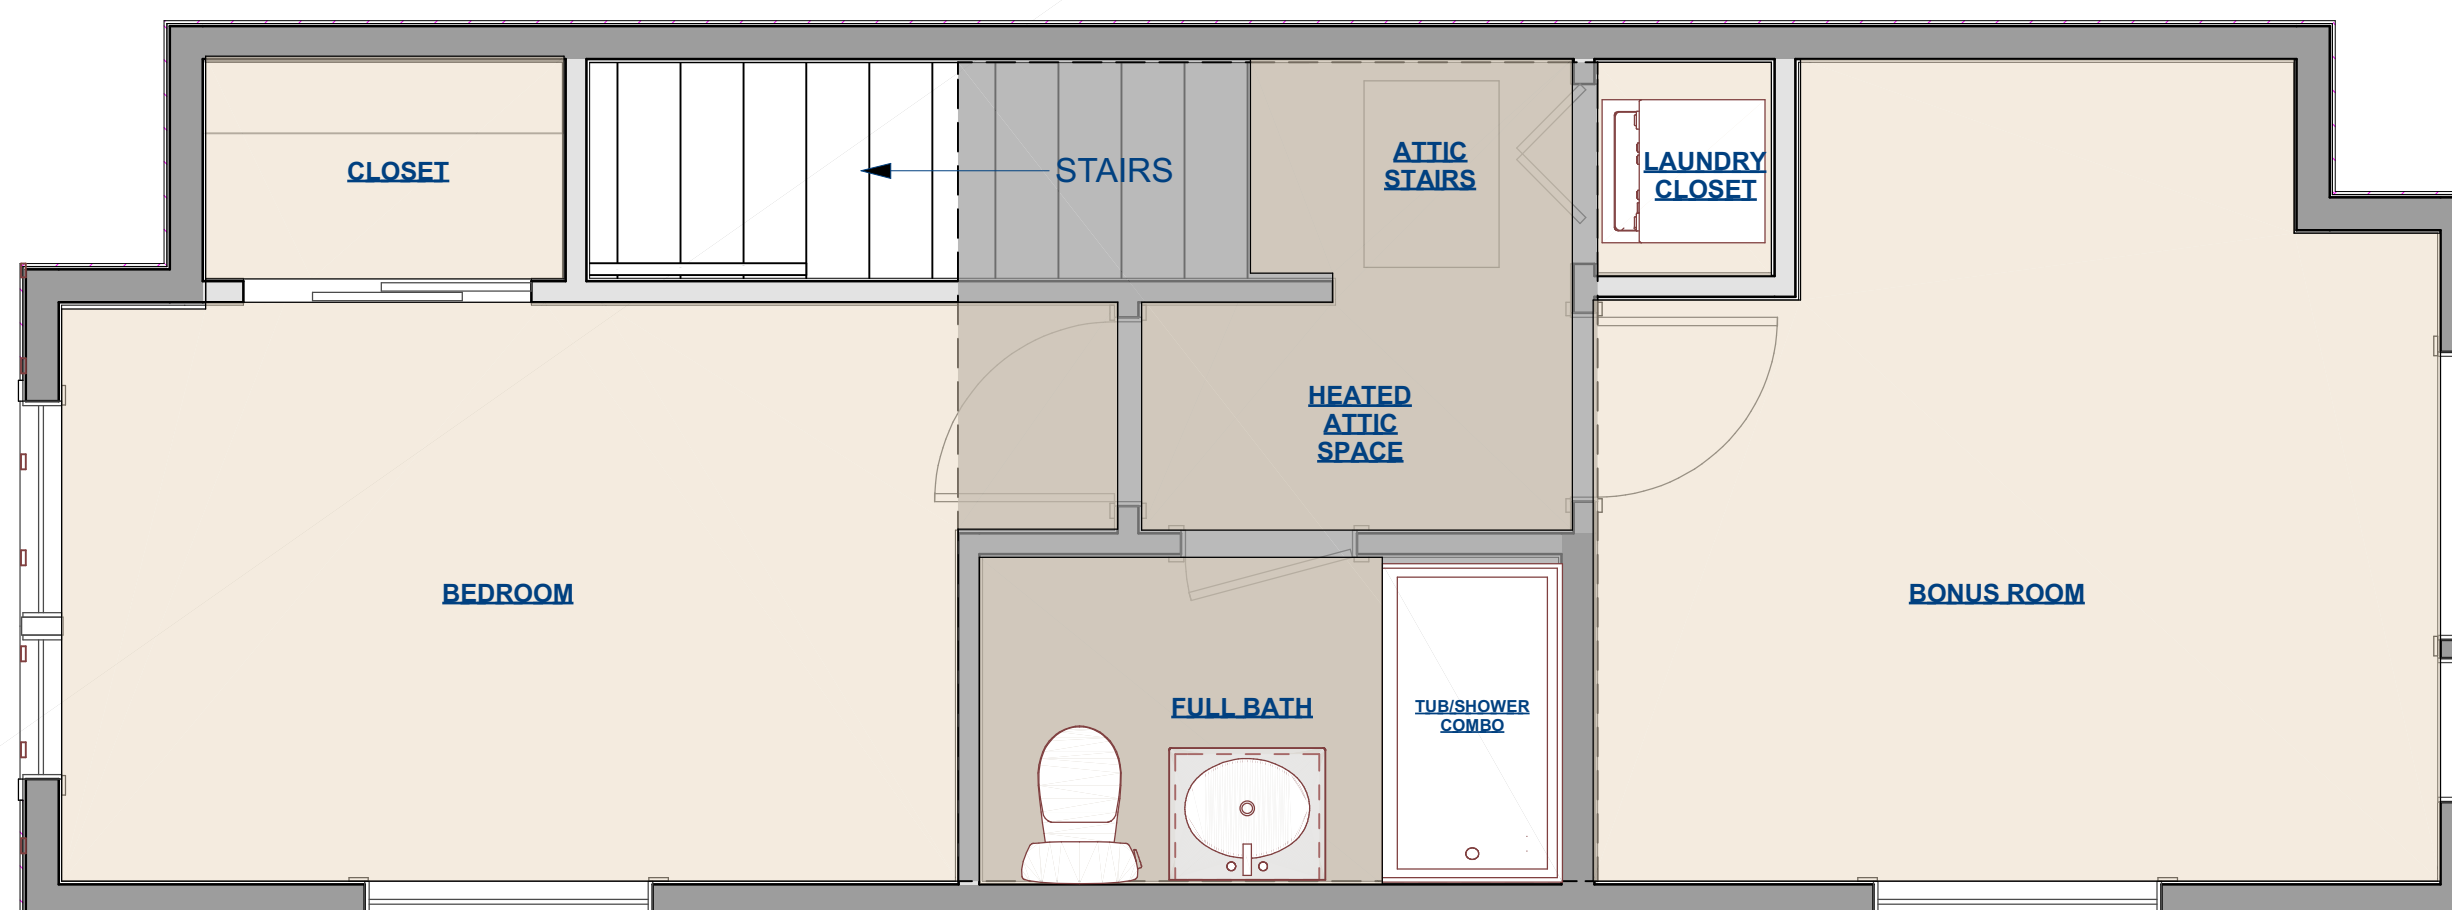 CLOSET
STAIRS
ATTIC
STAIRS
LAUNDRY
CLOSET
HEATED
ATTIC
SPACE
BEDROOM
BONUS ROOM
FULL BATH
TUB/SHOWER
COMBO